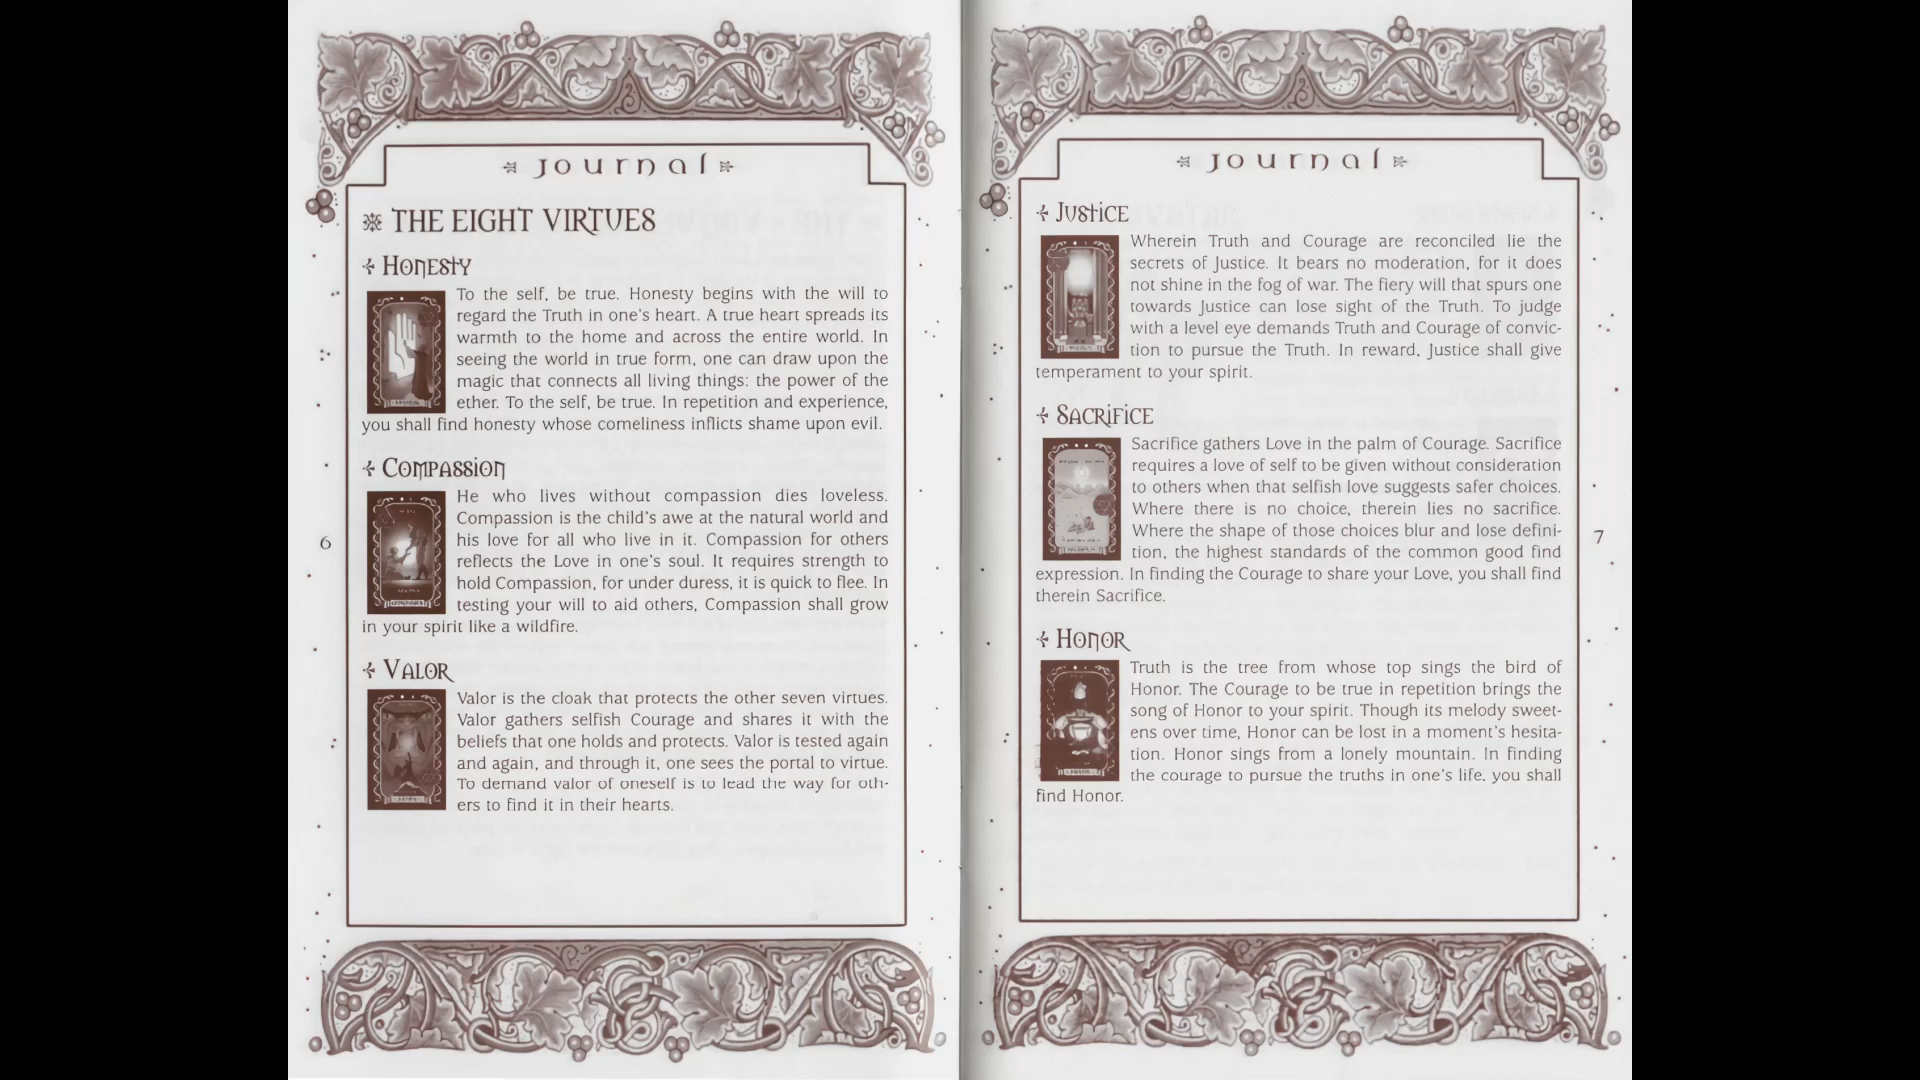 Journal
THE EIGHT VIRTUES
Honesty
To the self, be true. Honesty begins with the will to
regard the Truth in one's heart. A true heart spreads its
warmth to the home and across the entire world. In
seeing the world in true form, one can draw upon the
magic that connects all living things: the power of the
ether. To the self, be true. In repetition and experience,
you shall find honesty whose comeliness inflicts shame upon evil.
Compassion
He who lives without compassion dies loveless.
Compassion is the child's awe at the natural world and
his love for all who live in it. Compassion for others
reflects the Love in one's soul. It requires strength to
hold Compassion, for under duress, it is quick to flee. In
testing your will to aid others, Compassion shall grow
in your spirit like a wildfire.
Valor
Valor is the cloak that protects the other seven virtues.
Valor gathers selfish Courage and shares it with the
beliefs that one holds and protects. Valor is tested again
and again, and through it, one sees the portal to virtue.
To demand valor of oneself is to lead the way for oth-
ers to find it in their hearts.
6
Journal
Justice
Wherein Truth and Courage are reconciled lie the
secrets of Justice. It bears no moderation, for it does
not shine in the fog of war. The fiery will that spurs one
towards Justice can lose sight of the Truth. To judge
with a level eye demands Truth and Courage of convic-
tion to pursue the Truth. In reward, Justice shall give
temperament to your spirit.
Sacrifice
Sacrifice gathers Love in the palm of Courage. Sacrifice
requires a love of self to be given without consideration
to others when that selfish love suggests safer choices.
Where there is no choice, therein lies no sacrifice.
Where the shape of those choices blur and lose defini-
tion, the highest standards of the common good find
expression. In finding the Courage to share your Love, you shall find
therein Sacrifice.
Honor
Truth is the tree from whose top sings the bird of
Honor. The Courage to be true in repetition brings the
song of Honor to your spirit. Though its melody sweet-
ens over time, Honor can be lost in a moment's hesita-
tion. Honor sings from a lonely mountain. In finding
the courage to pursue the truths in one's life, you shall
find Honor.
7